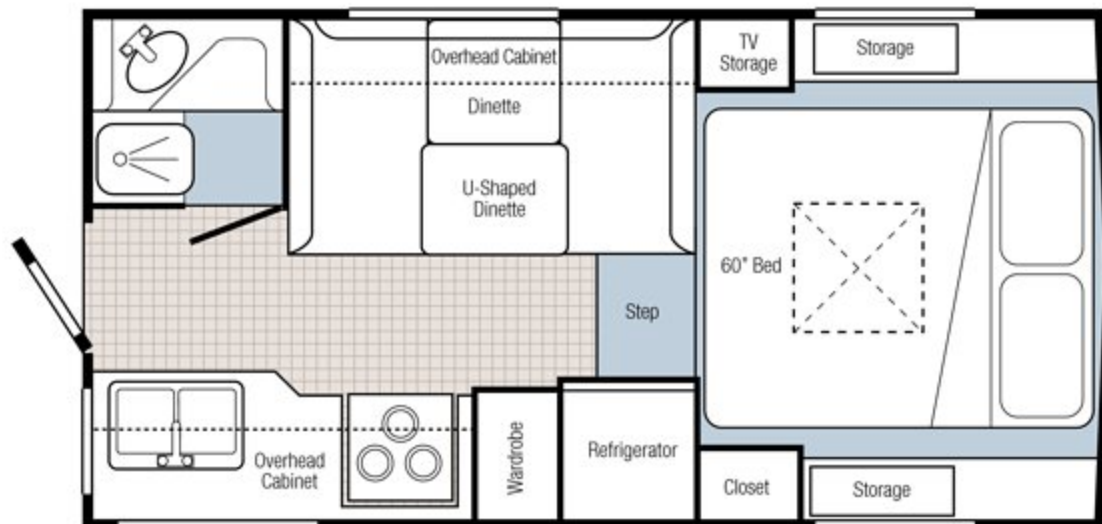 Overhead Cabinet
Dinette
U-Shaped
Dinette
TV
Storage
Storage
60" Bed
Step
Overhead
Cabinet
Wardrobe
Refrigerator
Closet
Storage